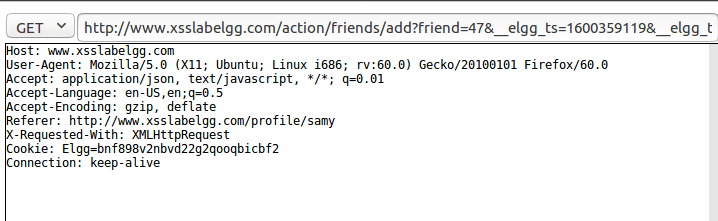 GET http://www.xsslabelgg.com/action/friends/add?friend=47&__elgg_ts=1600359119&__elgg_t
Host: www.xsslabelgg.com
User-Agent: Mozilla/5.0 (X11; Ubuntu; Linux i686; rv:60.0) Gecko/20100101 Firefox/60.0
Accept: application/json, text/javascript, */*; q=0.01
Accept-Language: en-US,en;q=0.5
Accept-Encoding: gzip, deflate
Referer: http://www.xsslabelgg.com/profile/samy
X-Requested-With: XMLHttpRequest
Cookie: Elgg=bnf898v2nbvd22g2qooqbicbf2
Connection: keep-alive